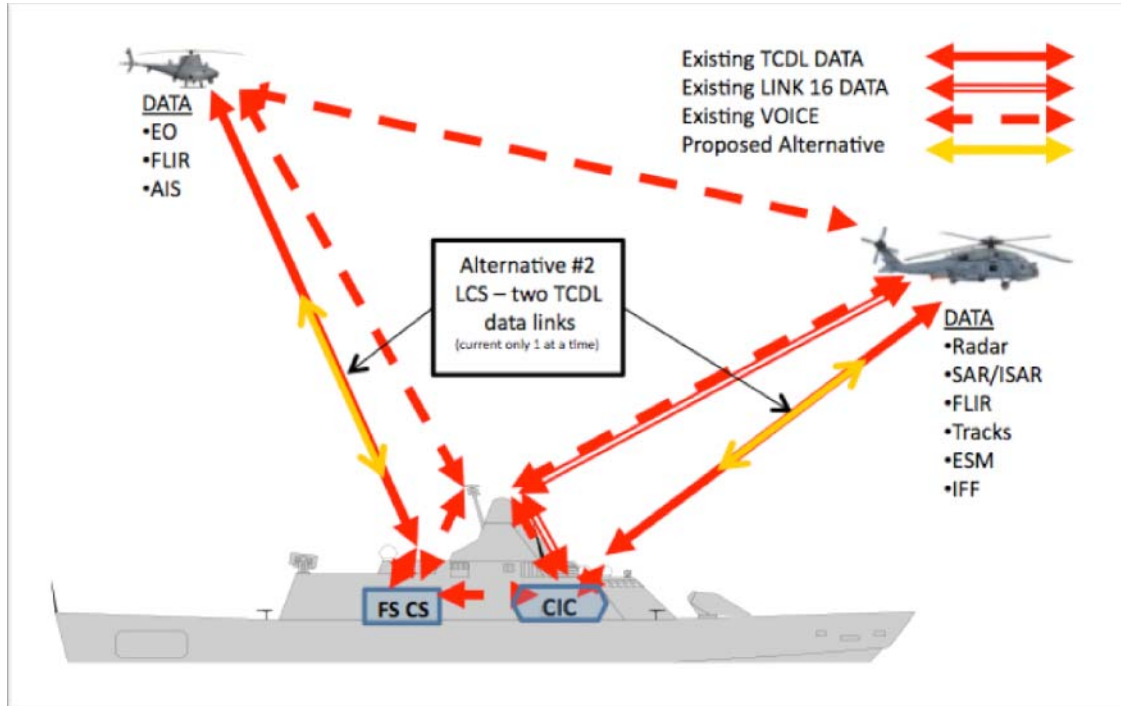 Existing TCDL DATA
Existing LINK 16 DATA
Existing VOICE
Proposed Alternative
DATA
•EO
•FLIR
•AIS
Alternative #2
LCS – two TCDL
data links
(current only 1 at a time)
DATA
•Radar
•SAR/ISAR
•FLIR
•Tracks
•ESM
•IFF
FS CS
CIC